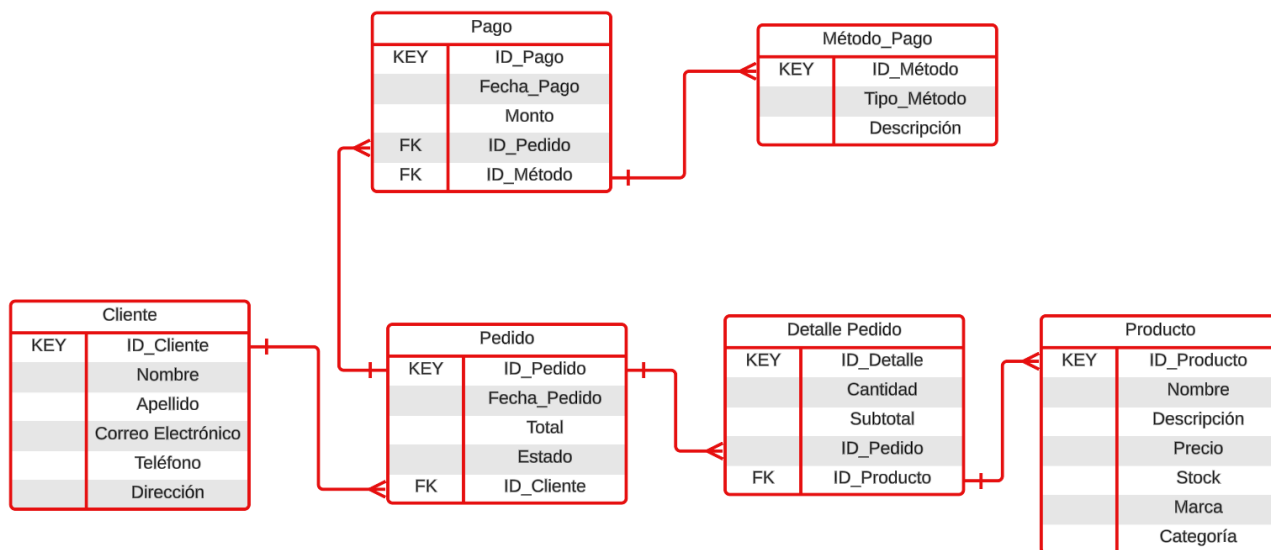 Pago
KEY ID_Pago
Fecha_Pago
Monto
FK ID_Pedido
FK ID_Método
Método_Pago
KEY ID_Método
Tipo_Método
Descripción
Cliente
KEY ID_Cliente
Nombre
Apellido
Correo Electrónico
Teléfono
Dirección
Pedido
KEY ID_Pedido
Fecha_Pedido
Total
Estado
FK ID_Cliente
Detalle Pedido
KEY ID_Detalle
Cantidad
Subtotal
ID_Pedido
FK ID_Producto
Producto
KEY ID_Producto
Nombre
Descripción
Precio
Stock
Marca
Categoría